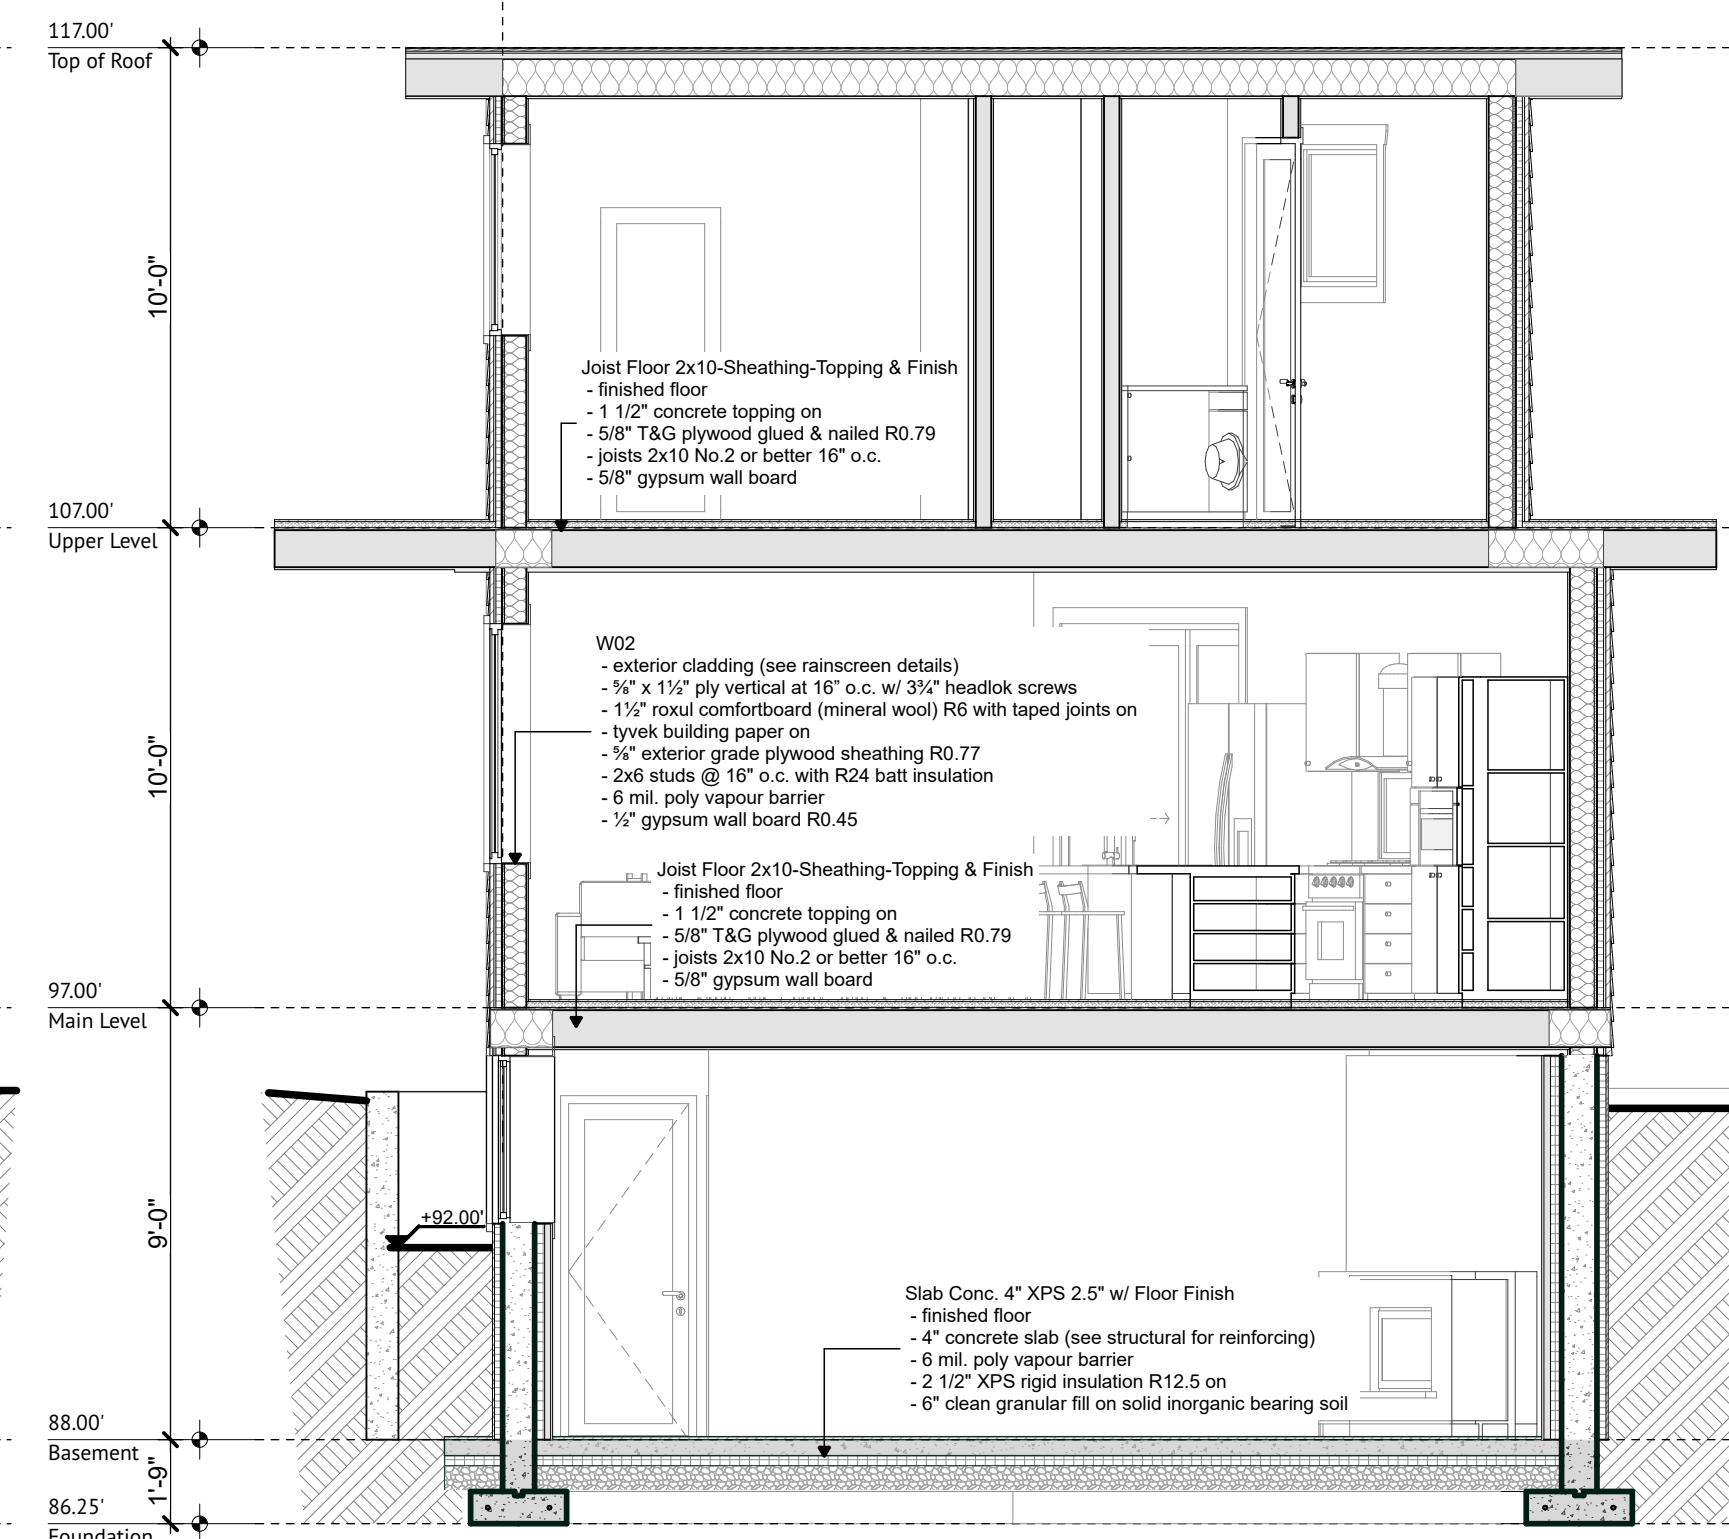 117.00'
Top of Roof
10'-0"
Joist Floor 2x10-Sheathing-Topping & Finish
- finished floor
- 1 1/2" concrete topping on
- 5/8" T&G plywood glued & nailed R0.79
- joists 2x10 No.2 or better 16" o.c.
- 5/8" gypsum wall board
107.00'
Upper Level
W02
- exterior cladding (see rainscreen details)
- ⅝" x 1½" ply vertical at 16” o.c. w/ 3¾" headlok screws
- 1½" roxul comfortboard (mineral wool) R6 with taped joints on
- tyvek building paper on
- ⅝" exterior grade plywood sheathing R0.77
- 2x6 studs @ 16" o.c. with R24 batt insulation
- 6 mil. poly vapour barrier
- ½" gypsum wall board R0.45
10'-0"
Joist Floor 2x10-Sheathing-Topping & Finish
- finished floor
- 1 1/2" concrete topping on
- 5/8" T&G plywood glued & nailed R0.79
- joists 2x10 No.2 or better 16" o.c.
- 5/8" gypsum wall board
97.00'
Main Level
9'-0"
+92.00'
Slab Conc. 4" XPS 2.5" w/ Floor Finish
- finished floor
- 4" concrete slab (see structural for reinforcing)
- 6 mil. poly vapour barrier
- 2 1/2" XPS rigid insulation R12.5 on
- 6" clean granular fill on solid inorganic bearing soil
88.00'
Basement
1'-9"
86.25'
Foundation